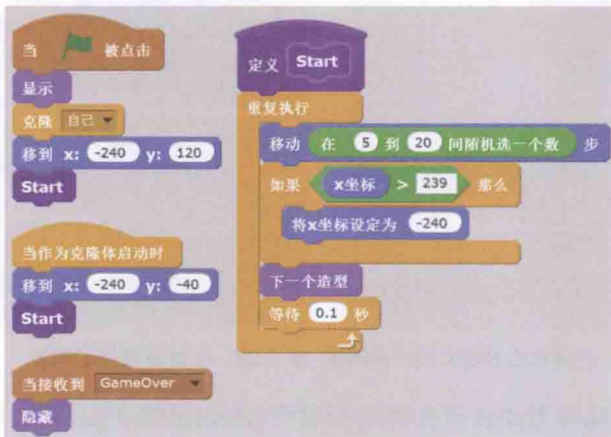 当 被点击
显示
克隆 自己
移到 x: -240 y: 120
Start
当作为克隆体启动时
移到 x: -240 y: -40
Start
当接收到 GameOver
隐藏
定义 Start
重复执行
移动 在 5 到 20 间随机选一个数 步
如果 x坐标 > 239 那么
将x坐标设定为 -240
下一个造型
等待 0.1 秒